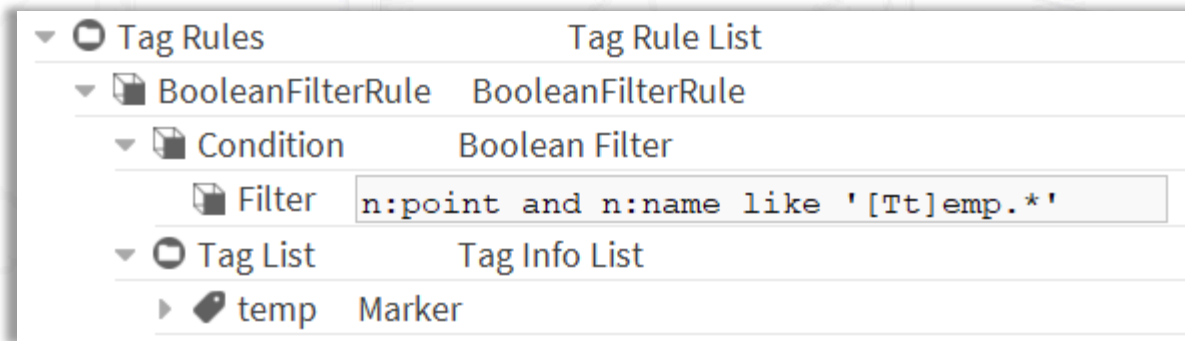 Tag Rules Tag Rule List
BooleanFilterRule BooleanFilterRule
Condition Boolean Filter
Filter n:point and n:name like '[Tt]emp.*'
Tag List Tag Info List
temp Marker